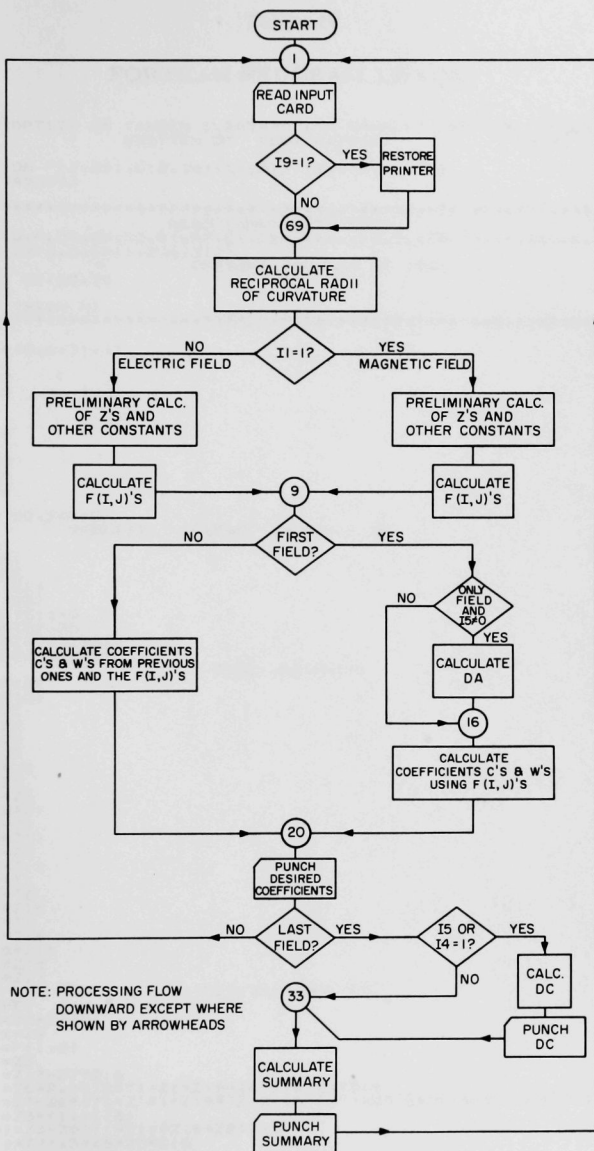 START
1
READ INPUT
CARD
I9=1?
YES
RESTORE
PRINTER
NO
69
CALCULATE
RECIPROCAL RADII
OF CURVATURE
I1=1?
NO
ELECTRIC FIELD
YES
MAGNETIC FIELD
PRELIMINARY CALC.
OF Z'S AND
OTHER CONSTANTS
PRELIMINARY CALC.
OF Z'S AND
OTHER CONSTANTS
CALCULATE
F(I,J)'S
9
CALCULATE
F(I,J)'S
NO
FIRST
FIELD?
YES
NO
ONLY
FIELD
AND
I5≠0
YES
CALCULATE
DA
CALCULATE COEFFICIENTS
C'S & W'S FROM PREVIOUS
ONES AND THE F(I,J)'S
16
CALCULATE
COEFFICIENTS C'S & W'S
USING F(I,J)'S
20
PUNCH
DESIRED
COEFFICIENTS
NO
LAST
FIELD?
YES
I5 OR
I4=1?
YES
CALC.
DC
NO
33
PUNCH
DC
NOTE: PROCESSING FLOW
DOWNWARD EXCEPT WHERE
SHOWN BY ARROWHEADS
CALCULATE
SUMMARY
PUNCH
SUMMARY